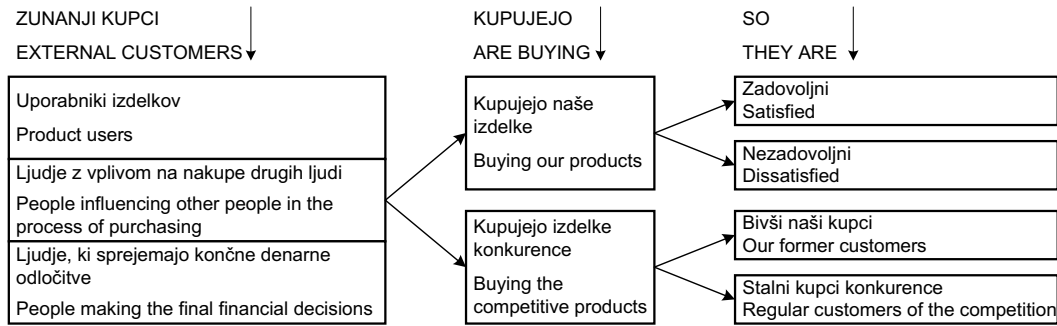 ZUNANJI KUPCI
EXTERNAL CUSTOMERS
KUPUJEJO
ARE BUYING
SO
THEY ARE
Uporabniki izdelkov
Product users
Ljudje z vplivom na nakupe drugih ljudi
People influencing other people in the
process of purchasing
Ljudje, ki sprejemajo končne denarne
odločitve
People making the final financial decisions
Kupujejo naše
izdelke
Buying our products
Kupujejo izdelke
konkurence
Buying the
competitive products
Zadovoljni
Satisfied
Nezadovoljni
Dissatisfied
Bivši naši kupci
Our former customers
Stalni kupci konkurence
Regular customers of the competition